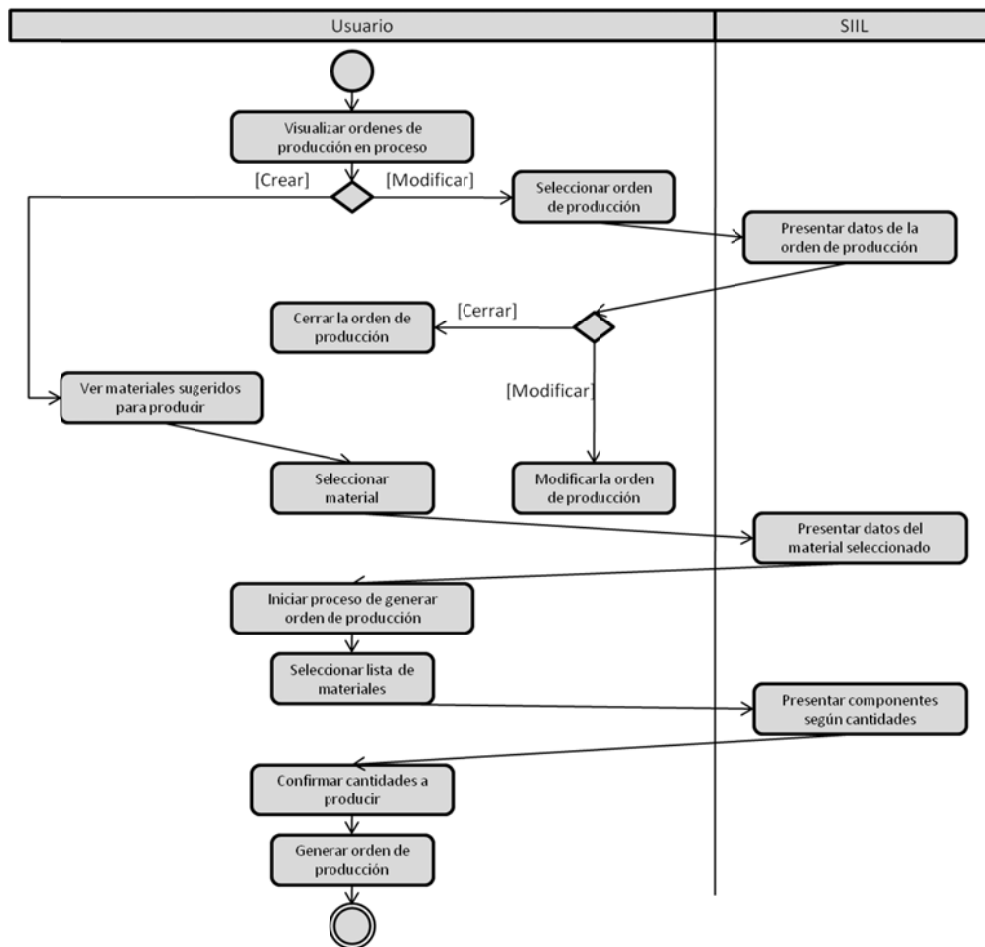 Usuario
SIIL
Visualizar ordenes de
producción en proceso
[Crear]
[Modificar]
Seleccionar orden
de producción
Presentar datos de la
orden de producción
Cerrar la orden de
producción
[Cerrar]
[Modificar]
Ver materiales sugeridos
para producir
Seleccionar
material
Modificarla orden
de producción
Presentar datos del
material seleccionado
Iniciar proceso de generar
orden de producción
Seleccionar lista de
materiales
Presentar componentes
según cantidades
Confirmar cantidades a
producir
Generar orden de
producción